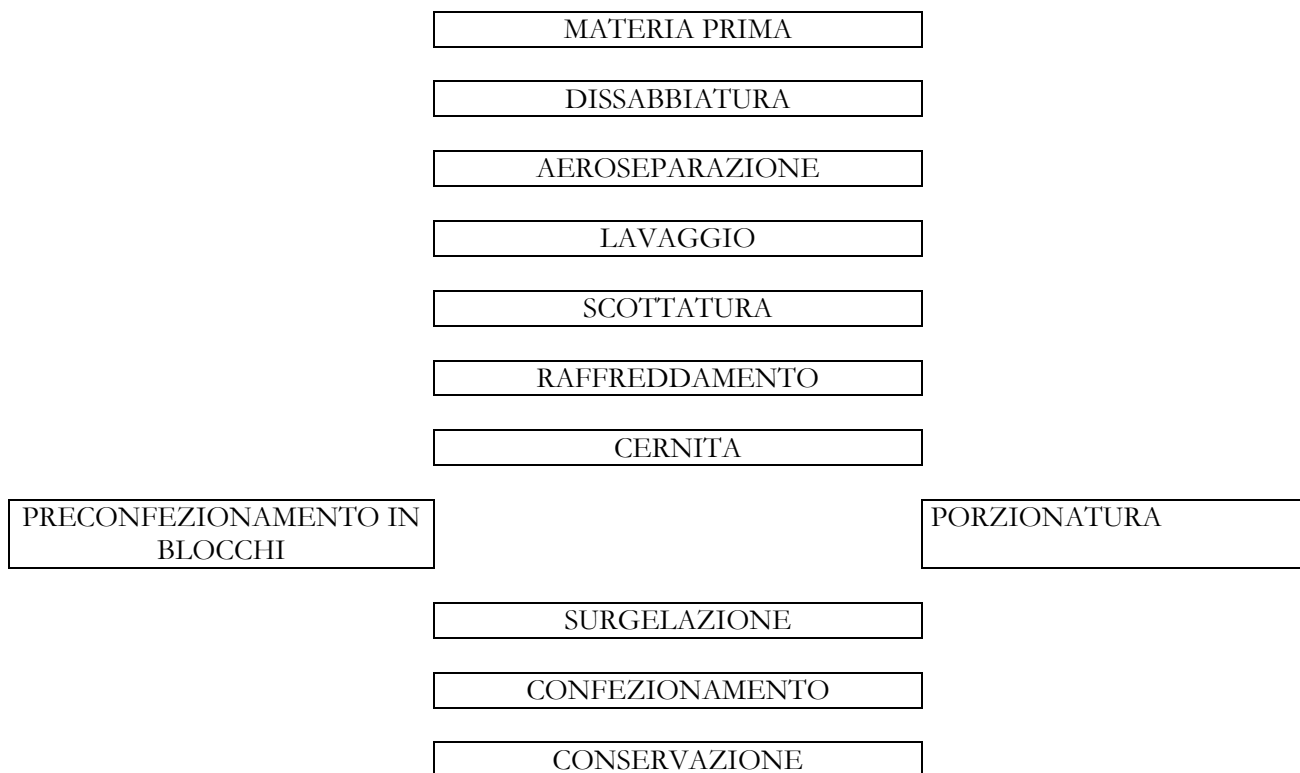 MATERIA PRIMA
DISSABBIATURA
AEROSEPARAZIONE
LAVAGGIO
SCOTTATURA
RAFFREDDAMENTO
CERNITA
PRECONFEZIONAMENTO IN
BLOCCHI
PORZIONATURA
SURGELAZIONE
CONFEZIONAMENTO
CONSERVAZIONE